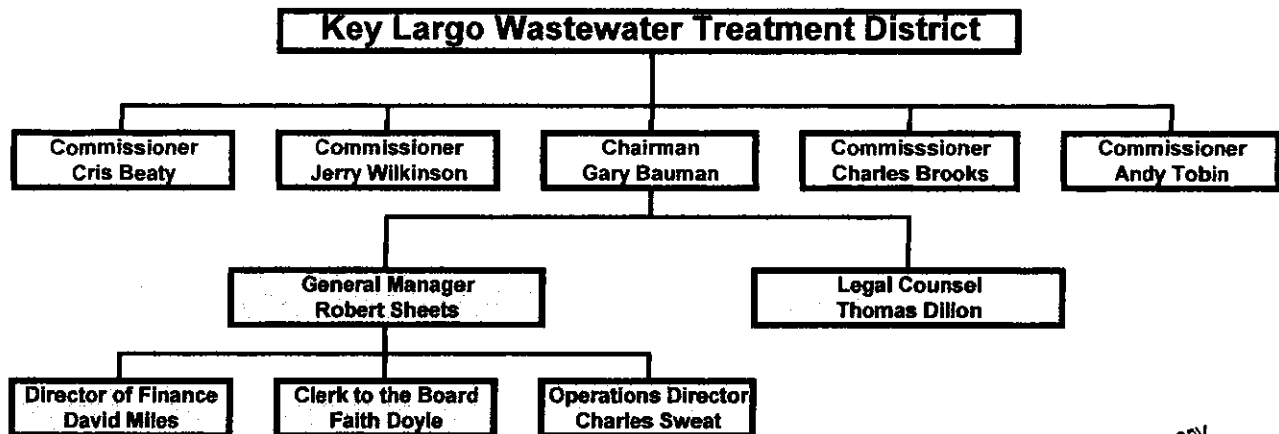 Key Largo Wastewater Treatment District
Commissioner
Cris Beaty
Commissioner
Jerry Wilkinson
Chairman
Gary Bauman
Commisssioner
Charles Brooks
Commissioner
Andy Tobin
General Manager
Robert Sheets
Legal Counsel
Thomas Dillon
Director of Finance
David Miles
Clerk to the Board
Faith Doyle
Operations Director
Charles Sweat